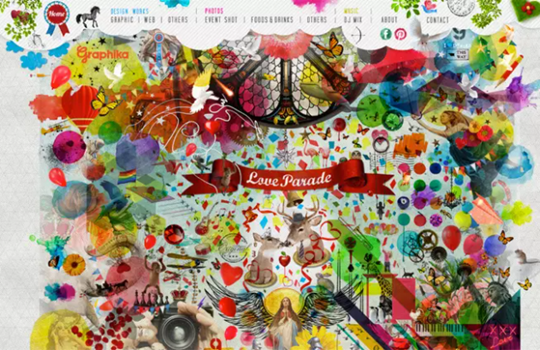 Home
DESIGN WORKS
GRAPHIC | WEB | OTHERS
PHOTOS
EVENT SHOT | FOODS & DRINKS | OTHERS
MUSIC
DJ MIX
ABOUT
CONTACT
Graphika
Love Parade
XXX